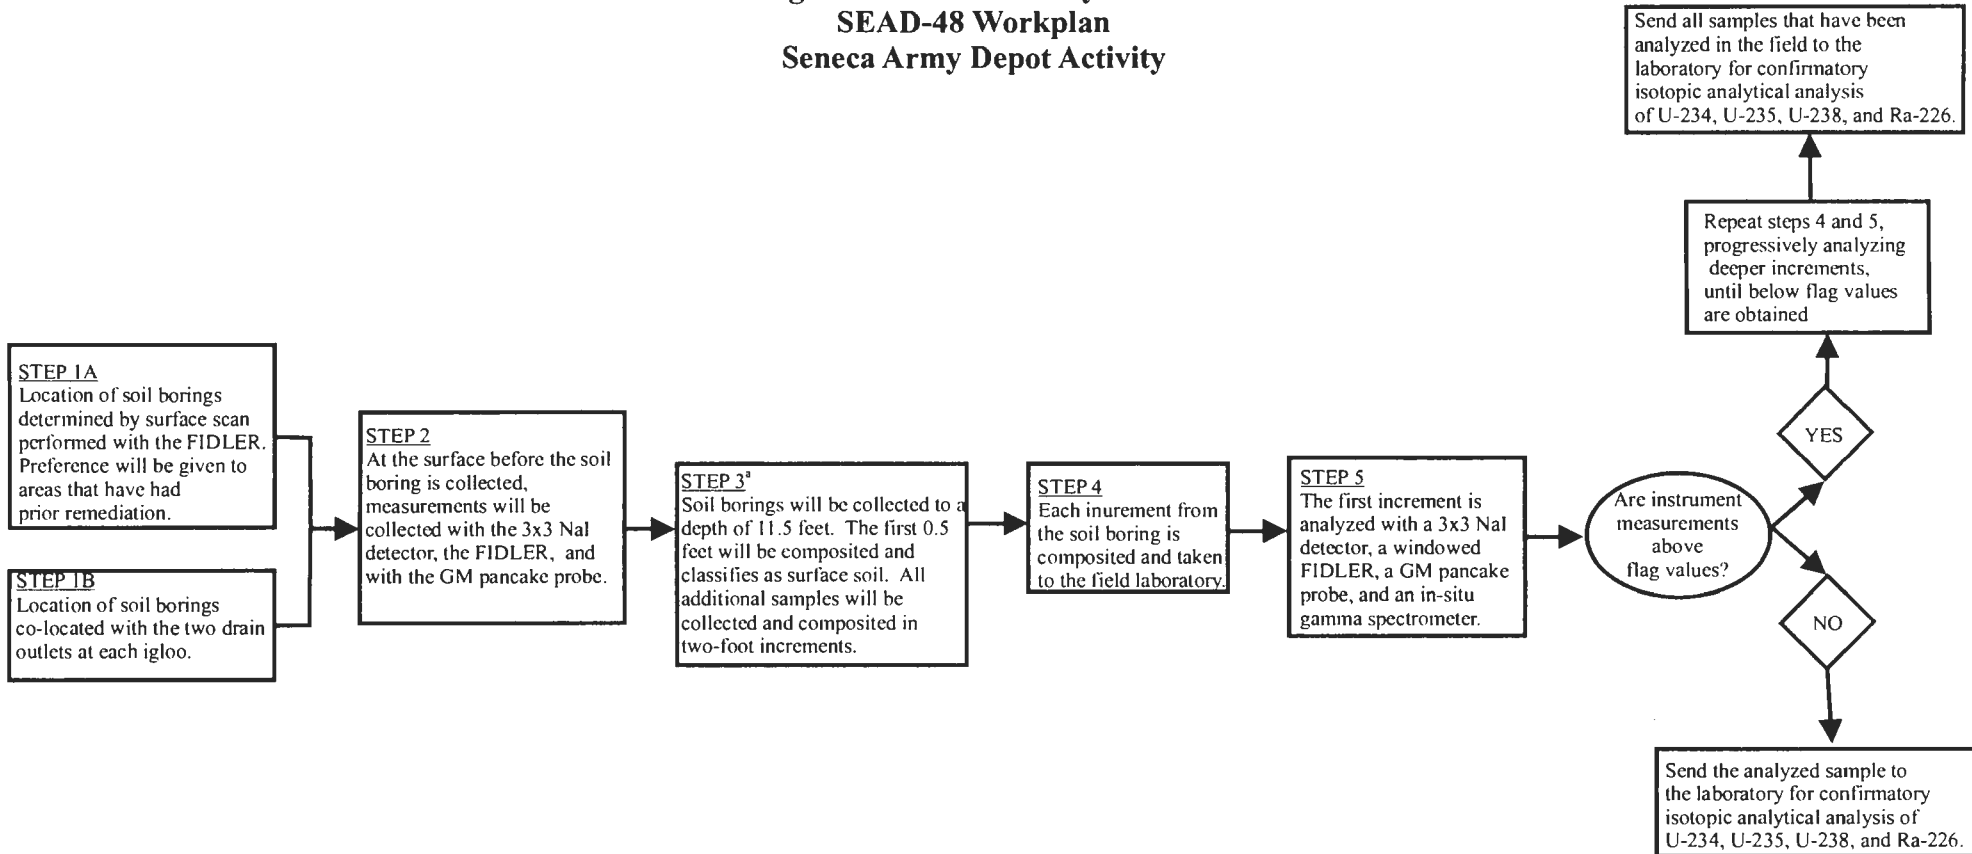 SEAD-48 Workplan
Seneca Army Depot Activity
STEP 1A
Location of soil borings
determined by surface scan
performed with the FIDLER.
Preference will be given to
areas that have had
prior remediation.
STEP 1B
Location of soil borings
co-located with the two drain
outlets at each igloo.
STEP 2
At the surface before the soil
boring is collected,
measurements will be
collected with the 3x3 NaI
detector, the FIDLER, and
with the GM pancake probe.
STEP 3ª
Soil borings will be collected to a
depth of 11.5 feet. The first 0.5
feet will be composited and
classifies as surface soil. All
additional samples will be
collected and composited in
two-foot increments.
STEP 4
Each inurement from
the soil boring is
composited and taken
to the field laboratory.
STEP 5
The first increment is
analyzed with a 3x3 NaI
detector, a windowed
FIDLER, a GM pancake
probe, and an in-situ
gamma spectrometer.
Are instrument
measurements
above
flag values?
YES
Repeat steps 4 and 5,
progressively analyzing
deeper increments,
until below flag values
are obtained
Send all samples that have been
analyzed in the field to the
laboratory for confirmatory
isotopic analytical analysis
of U-234, U-235, U-238, and Ra-226.
NO
Send the analyzed sample to
the laboratory for confirmatory
isotopic analytical analysis of
U-234, U-235, U-238, and Ra-226.